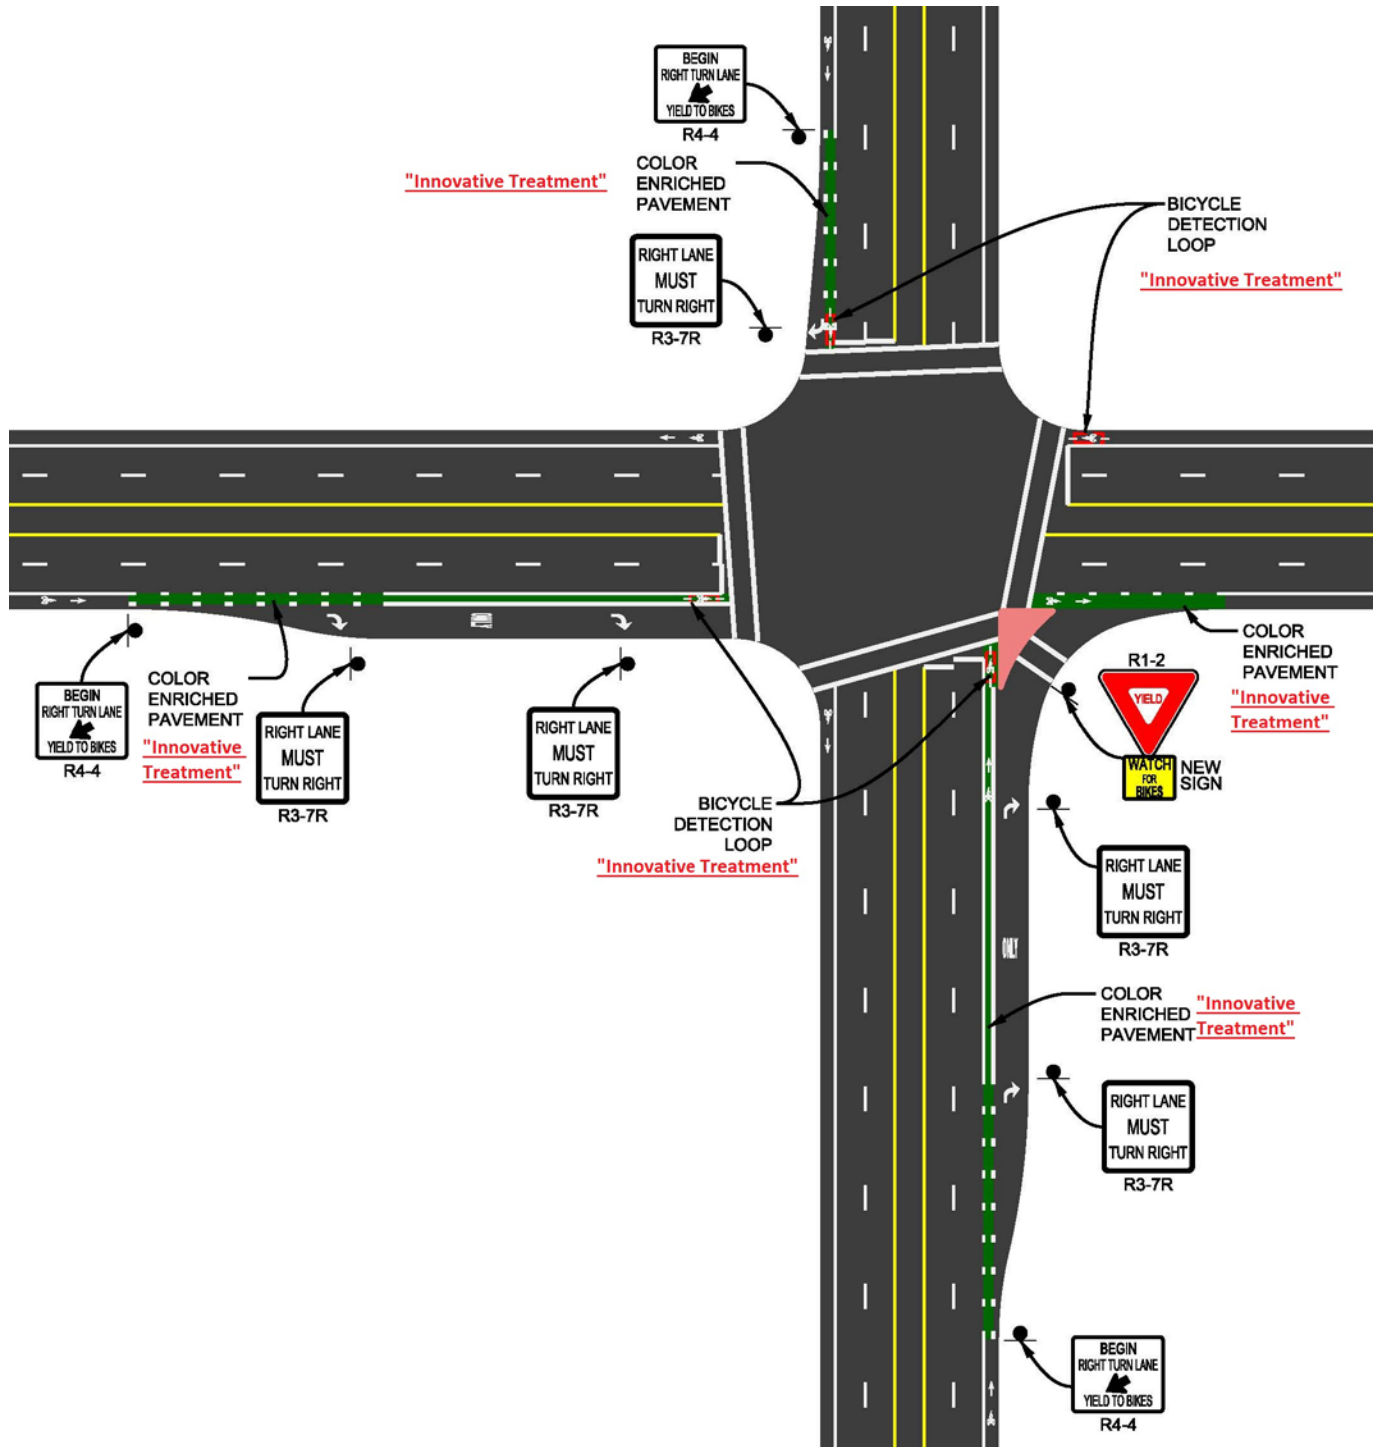 BEGIN
RIGHT TURN LANE
YIELD TO BIKES
R4-4
"Innovative Treatment"
COLOR
ENRICHED
PAVEMENT
RIGHT LANE
MUST
TURN RIGHT
R3-7R
BICYCLE
DETECTION
LOOP
"Innovative Treatment"
ONLY
BEGIN
RIGHT TURN LANE
YIELD TO BIKES
R4-4
COLOR
ENRICHED
PAVEMENT
"Innovative
Treatment"
RIGHT LANE
MUST
TURN RIGHT
R3-7R
RIGHT LANE
MUST
TURN RIGHT
R3-7R
BICYCLE
DETECTION
LOOP
"Innovative Treatment"
COLOR
ENRICHED
PAVEMENT
"Innovative
Treatment"
R1-2
YIELD
WATCH
FOR
BIKES
NEW
SIGN
RIGHT LANE
MUST
TURN RIGHT
R3-7R
ONLY
COLOR
ENRICHED
PAVEMENT
"Innovative
Treatment"
RIGHT LANE
MUST
TURN RIGHT
R3-7R
BEGIN
RIGHT TURN LANE
YIELD TO BIKES
R4-4